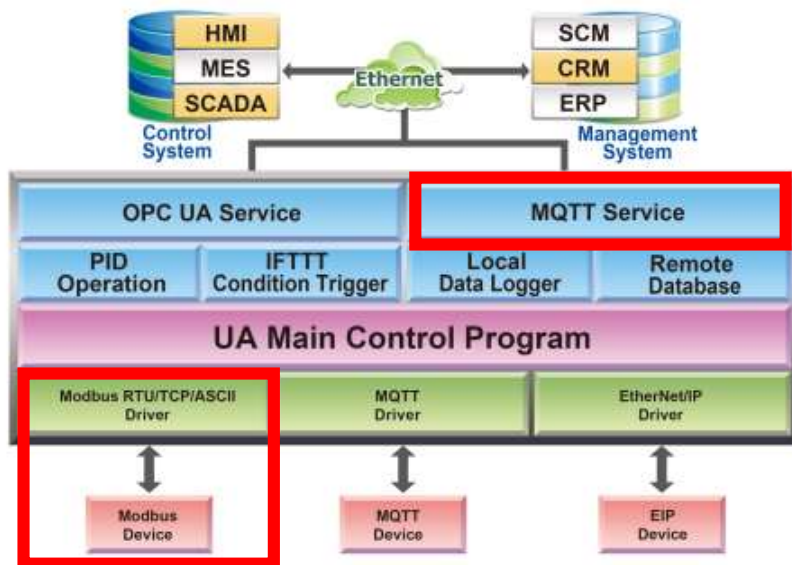 HMI
MES
SCADA
Control
System
Ethernet
SCM
CRM
ERP
Management
System
OPC UA Service
MQTT Service
PID
Operation
IFTTT
Condition Trigger
Local
Data Logger
Remote
Database
UA Main Control Program
Modbus RTU/TCP/ASCII
Driver
MQTT
Driver
EtherNet/IP
Driver
Modbus
Device
MQTT
Device
EIP
Device